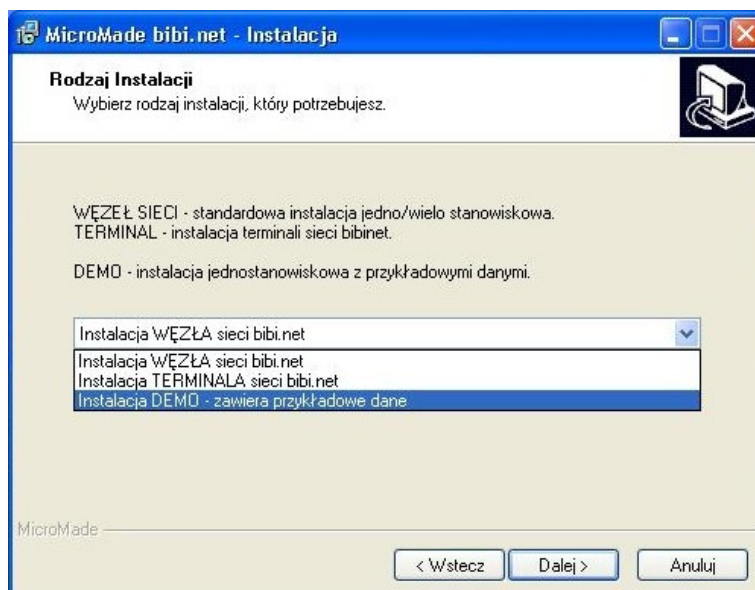 MicroMade bibi.net - Instalacja
Rodzaj Instalacji
Wybierz rodzaj instalacji, który potrzebujesz.
WĘZEŁ SIECI - standardowa instalacja jedno/wielo stanowiskowa.
TERMINAL - instalacja terminali sieci bibinet.
DEMO - instalacja jednostanowiskowa z przykładowymi danymi.
Instalacja WĘZŁA sieci bibi.net
Instalacja WĘZŁA sieci bibi.net
Instalacja TERMINALA sieci bibi.net
Instalacja DEMO - zawiera przykładowe dane
MicroMade
< Wstecz Dalej > Anuluj